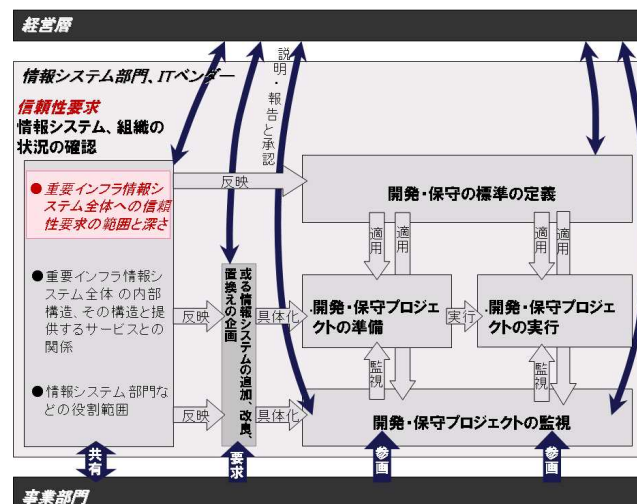 経営層
説明・報告と承認
情報システム部門、ITベンダー
信頼性要求
情報システム、組織の
状況の確認
●重要インフラ情報シ
ステム全体への信頼
性要求の範囲と深さ
反映
開発・保守の標準の定義
適用
適用
適用
適用
●重要インフラ情報シ
ステム全体 の内部
構造、その構造と提
供するサービスとの
関係
反映
或る情報システムの追加、改良、
置換えの企画
具体化
.開発・保守プロジェ
クトの準備
実行
.開発・保守プロジェク
トの実行
監視
監視
●情報システム 部門な
どの役割範囲
反映
具体化
開発・保守プロジェクトの監視
共有
要求
参画
参画
事業部門